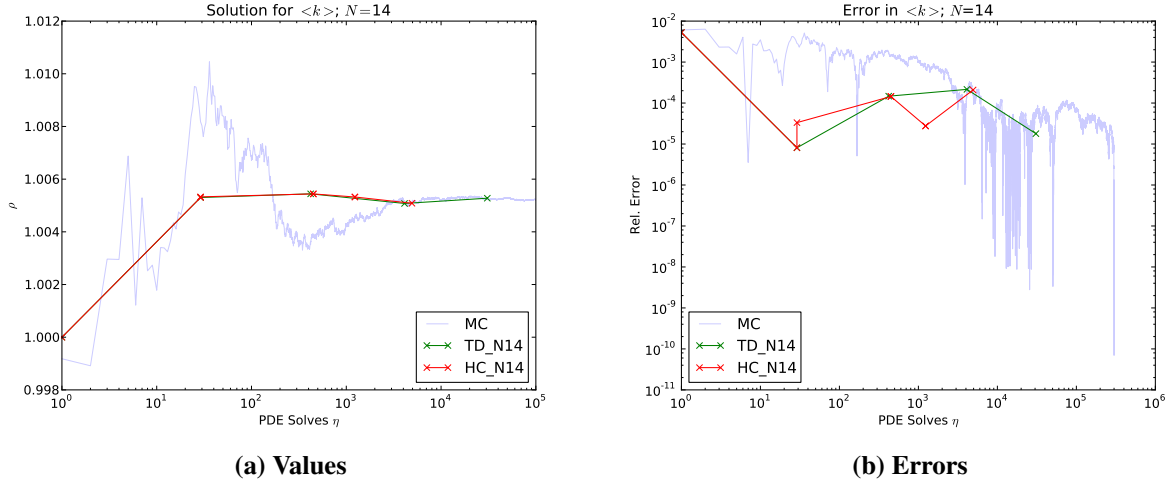 Solution for <k>; N=14
1.012
1.010
1.008
1.006
ρ
1.004
1.002
1.000
0.998
MC
TD_N14
HC_N14
10^0 10^1 10^2 10^3 10^4 10^5
PDE Solves η
(a) Values
Error in <k>; N=14
10^-2
10^-3
10^-4
10^-5
10^-6
Rel. Error
10^-7
10^-8
10^-9
10^-10
10^-11
MC
TD_N14
HC_N14
10^0 10^1 10^2 10^3 10^4 10^5 10^6
PDE Solves η
(b) Errors